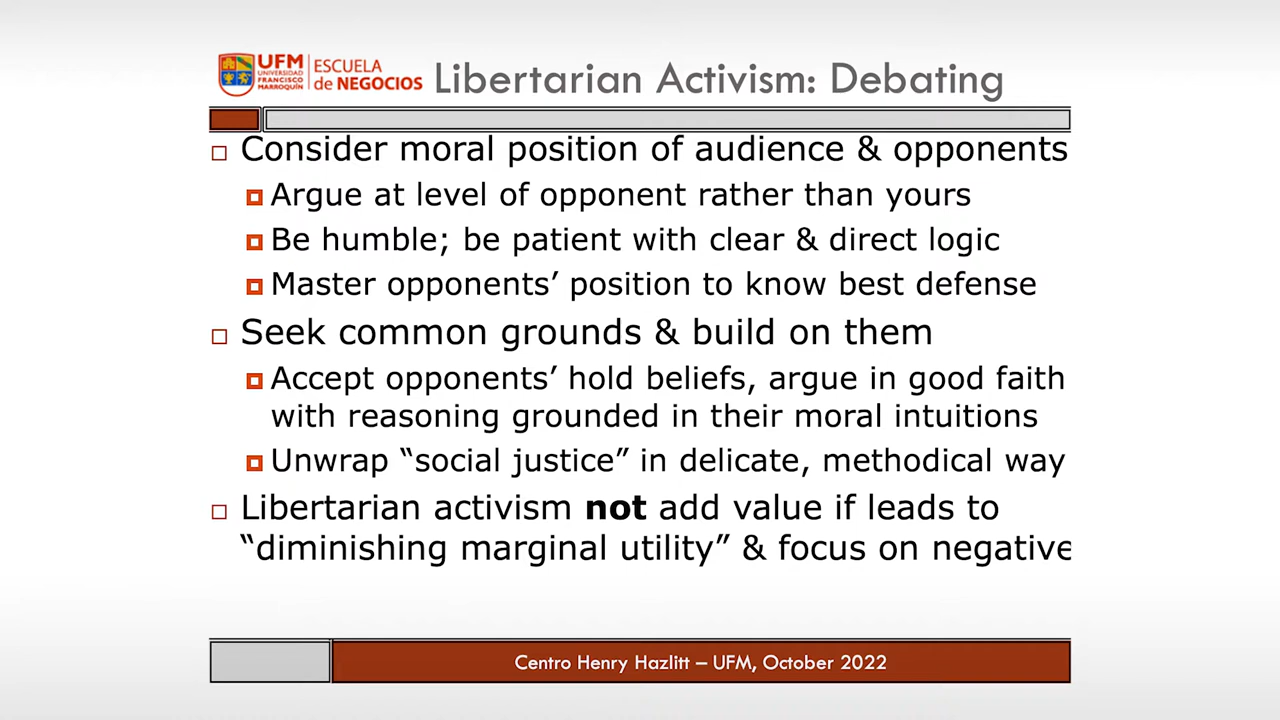 UFM
UNIVERSIDAD
FRANCISCO
MARROQUÍN
ESCUELA
de NEGOCIOS
Libertarian Activism: Debating
Consider moral position of audience & opponents
Argue at level of opponent rather than yours
Be humble; be patient with clear & direct logic
Master opponents’ position to know best defense
Seek common grounds & build on them
Accept opponents’ hold beliefs, argue in good faith
with reasoning grounded in their moral intuitions
Unwrap “social justice” in delicate, methodical way
Libertarian activism not add value if leads to
“diminishing marginal utility” & focus on negative
Centro Henry Hazlitt – UFM, October 2022